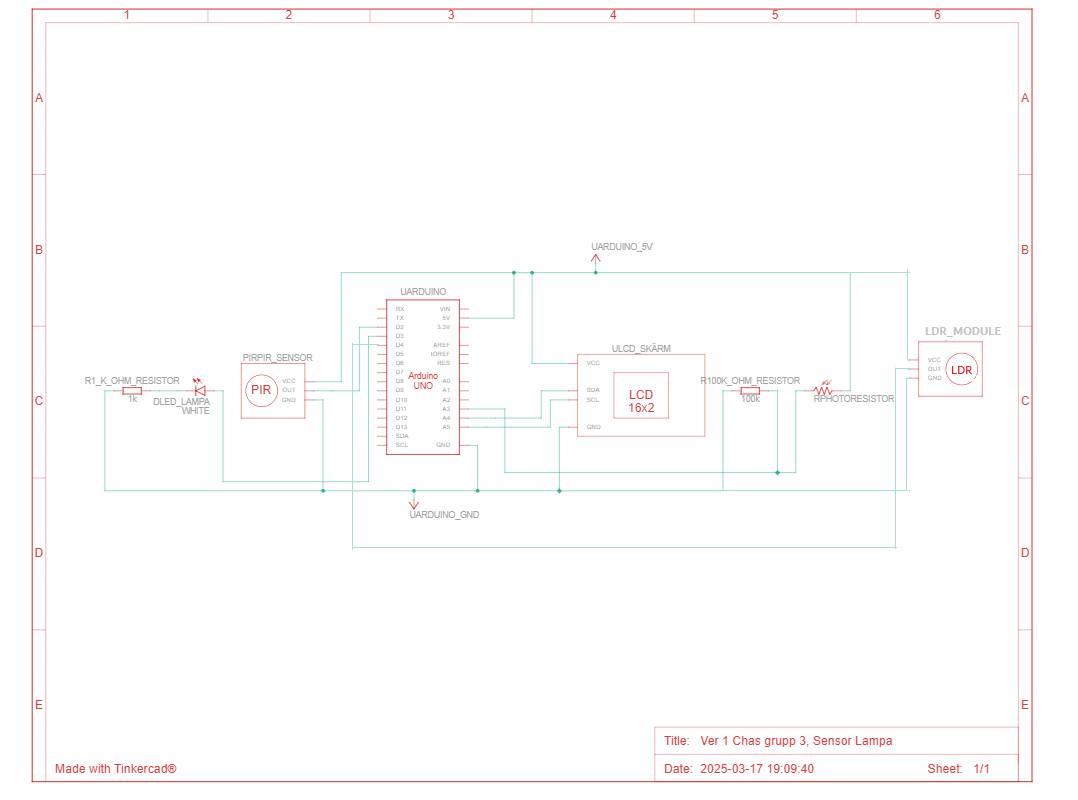 1 2 3 4 5 6
A A
B B
UARDUINO_5V
UARDUINO
RX VIN
TX 5V
D2 3.3V
D3
D4 AREF
D5 IOREF
D6 RES
D7
D8 A0
D9 A1
D10 A2
D11 A3
D12 A4
D13 A5
SDA
SCL GND
Arduino
UNO
LDR_MODULE
VCC
OUT
GND
LDR
ULCD_SKÄRM
VCC
SDA
SCL
GND
LCD
16x2
PIRPIR_SENSOR
PIR
VCC
OUT
GND
R1_K_OHM_RESISTOR
1k
DLED_LAMPA
WHITE
R100K_OHM_RESISTOR
100k
RPHOTORESISTOR
C C
UARDUINO_GND
D D
E E
Title: Ver 1 Chas grupp 3, Sensor Lampa
Made with Tinkercad®
Date: 2025-03-17 19:09:40 Sheet: 1/1